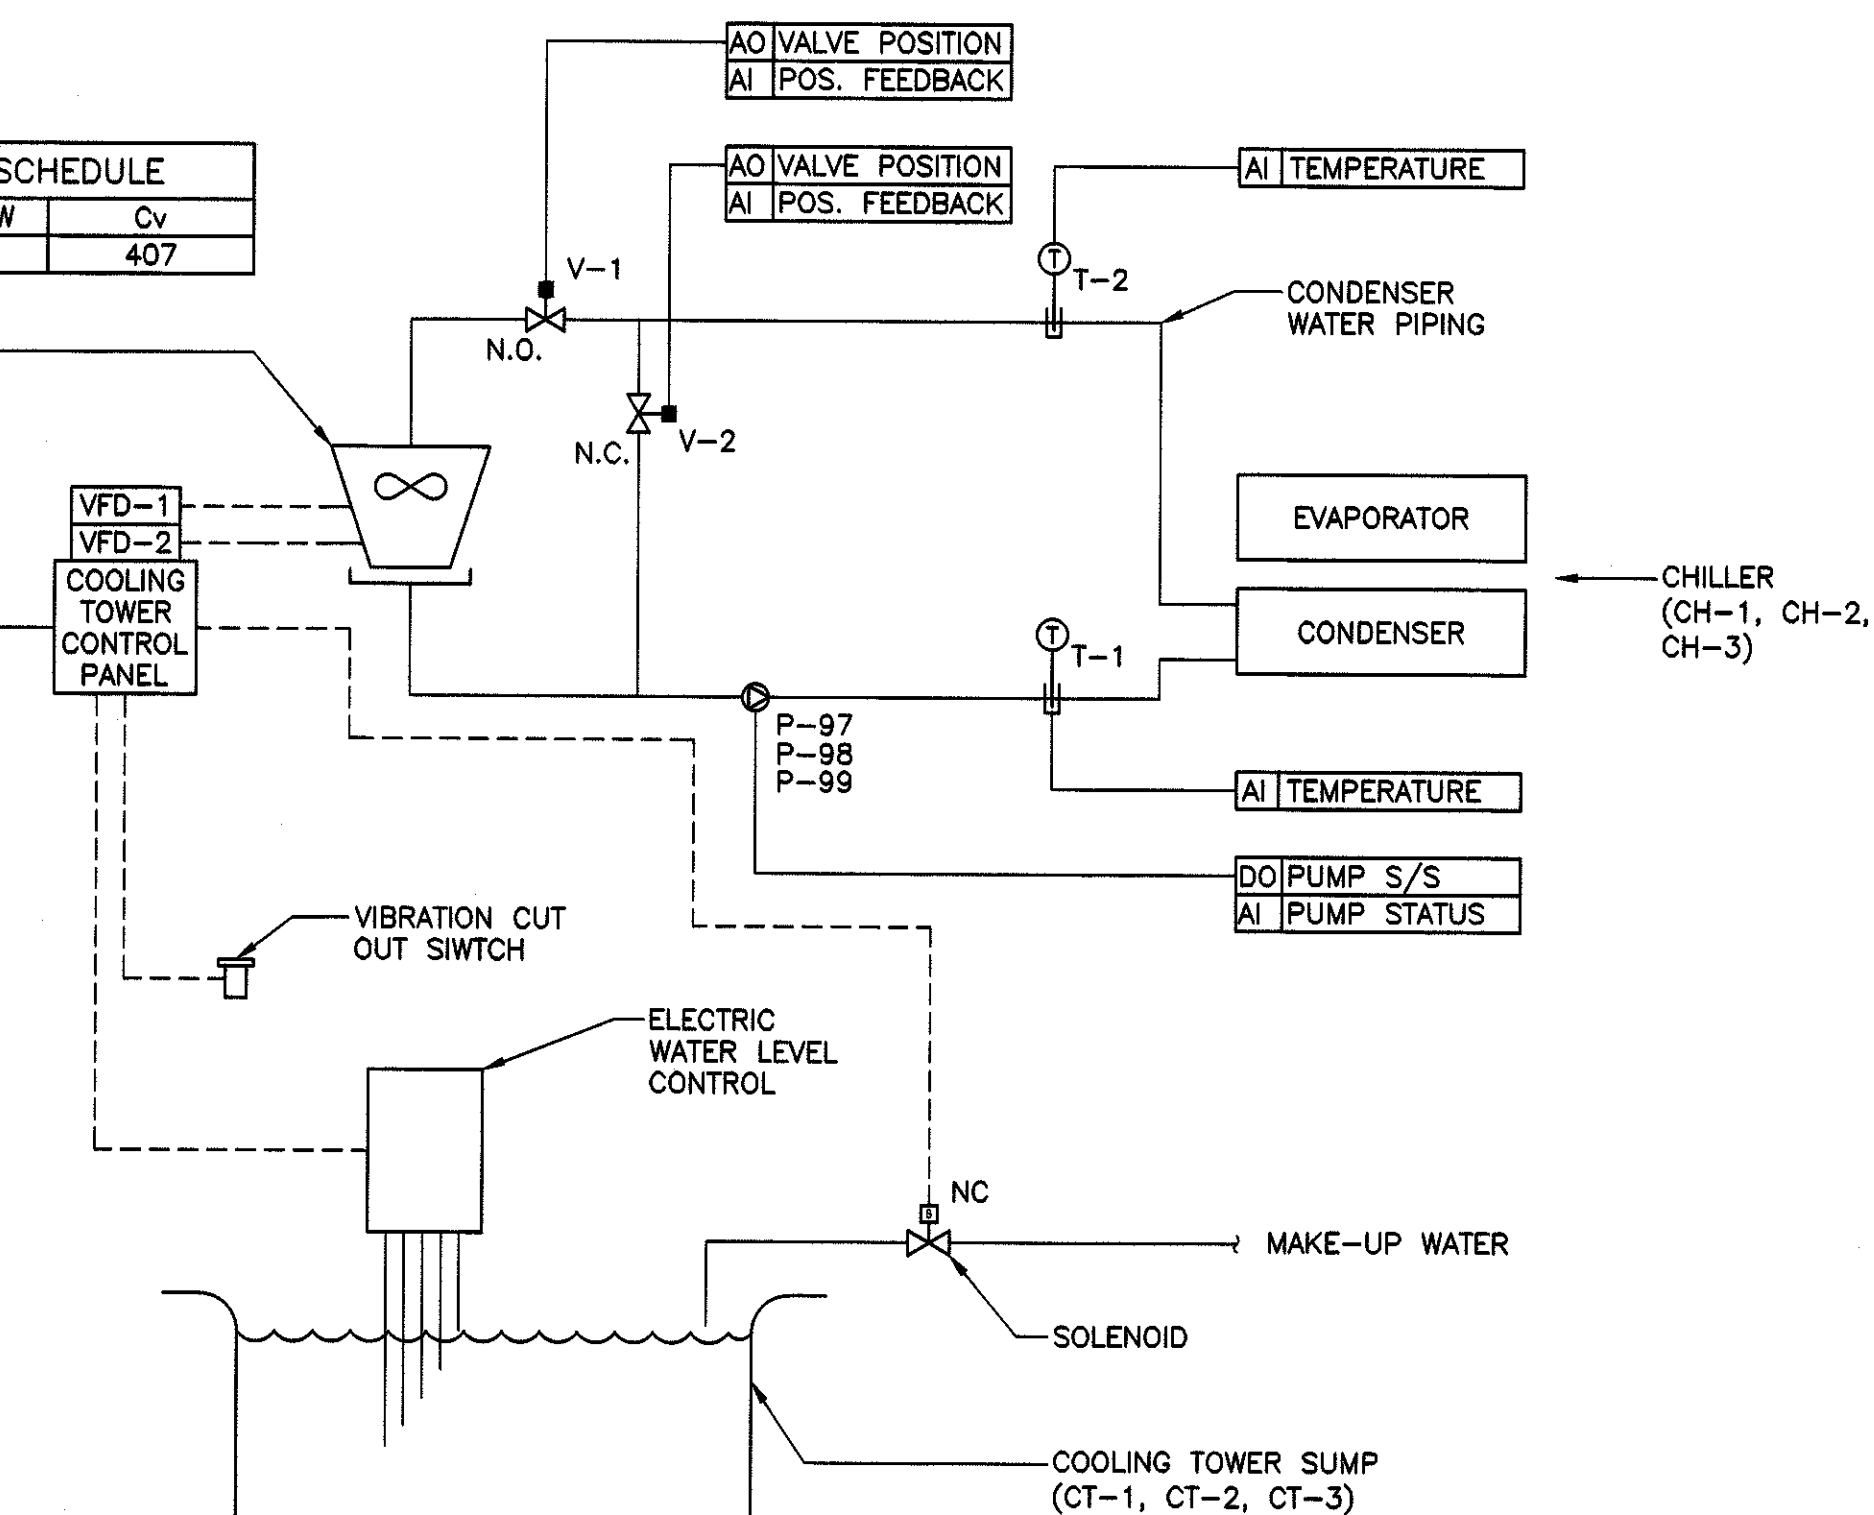 AO VALVE POSITION
AI POS. FEEDBACK
AO VALVE POSITION
AI POS. FEEDBACK
AI TEMPERATURE
SCHEDULE
W Cv
407
V-1
N.O.
T-2
CONDENSER
WATER PIPING
N.C.
V-2
VFD-1
VFD-2
COOLING
TOWER
CONTROL
PANEL
EVAPORATOR
CONDENSER
CHILLER
(CH-1, CH-2,
CH-3)
T
T
T-1
P-97
P-98
P-99
AI TEMPERATURE
DO PUMP S/S
AI PUMP STATUS
VIBRATION CUT
OUT SIWTCH
ELECTRIC
WATER LEVEL
CONTROL
NC
S
MAKE-UP WATER
SOLENOID
COOLING TOWER SUMP
(CT-1, CT-2, CT-3)